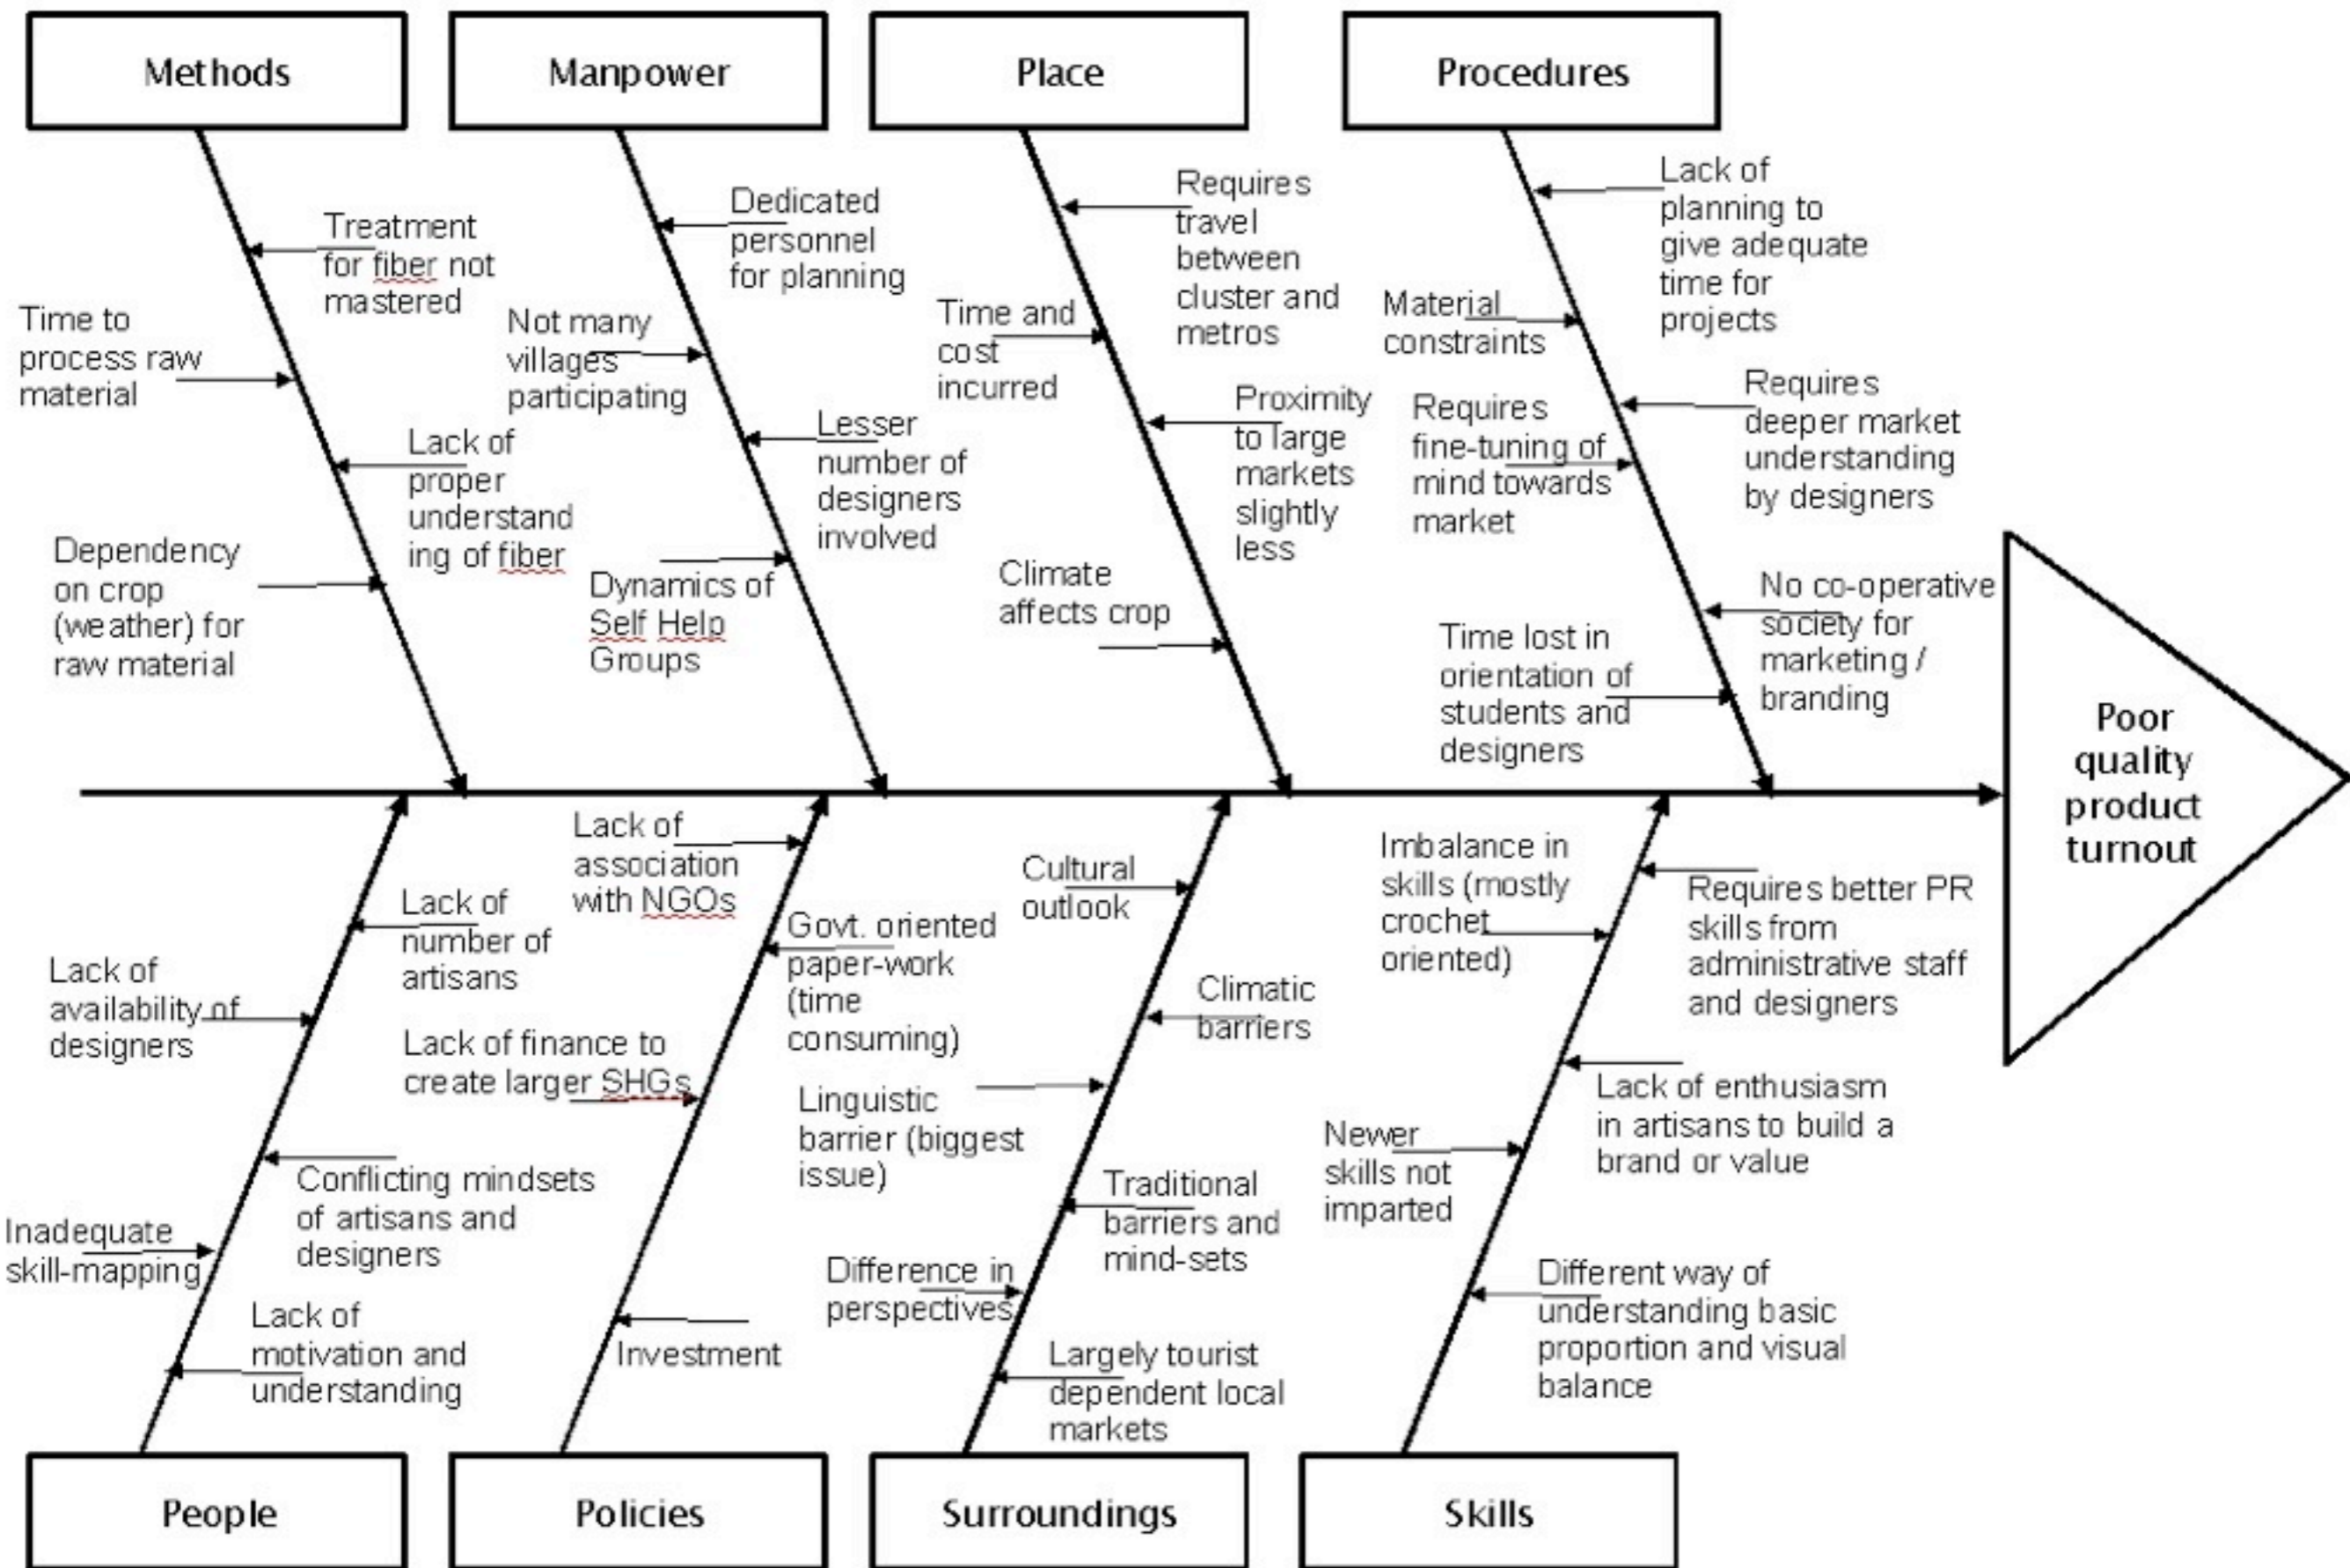 Methods
Manpower
Place
Procedures
Treatment
for fiber not
mastered
Time to
process raw
material
Lack of
proper
understand
ing of fiber
Dependency
on crop
(weather) for
raw material
Dedicated
personnel
for planning
Not many
villages
participating
Lesser
number of
designers
involved
Dynamics of
Self Help
Groups
Requires
travel
between
cluster and
metros
Time and
cost
incurred
Proximity
to large
markets
slightly
less
Climate
affects crop
Lack of
planning to
give adequate
time for
projects
Material
constraints
Requires
deeper market
understanding
by designers
Requires
fine-tuning of
mind towards
market
No co-operative
society for
marketing /
branding
Time lost in
orientation of
students and
designers
Poor
quality
product
turnout
Lack of
number of
artisans
Lack of
availability of
designers
Conflicting mindsets
of artisans and
designers
Inadequate
skill-mapping
Lack of
motivation and
understanding
Lack of
association
with NGOs
Govt. oriented
paper-work
(time
consuming)
Lack of finance to
create larger SHGs
Investment
Cultural
outlook
Climatic
barriers
Linguistic
barrier (biggest
issue)
Traditional
barriers and
mind-sets
Difference in
perspectives
Largely tourist
dependent local
markets
Imbalance in
skills (mostly
crochet
oriented)
Requires better PR
skills from
administrative staff
and designers
Lack of enthusiasm
in artisans to build a
brand or value
Newer
skills not
imparted
Different way of
understanding basic
proportion and visual
balance
People
Policies
Surroundings
Skills